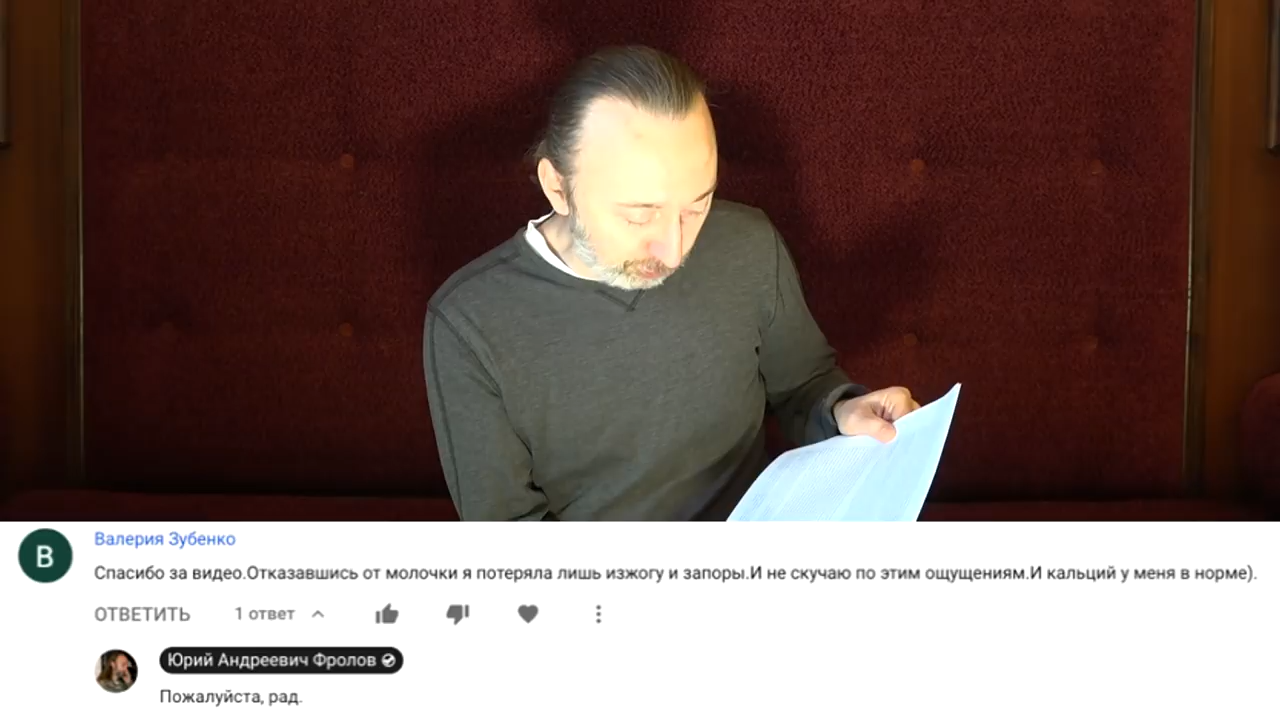 В
Валерия Зубенко
Спасибо за видео.Отказавшись от молочки я потеряла лишь изжогу и запоры.И не скучаю по этим ощущениям.И кальций у меня в норме).
ОТВЕТИТЬ 1 ответ
Юрий Андреевич Фролов
Пожалуйста, рад.